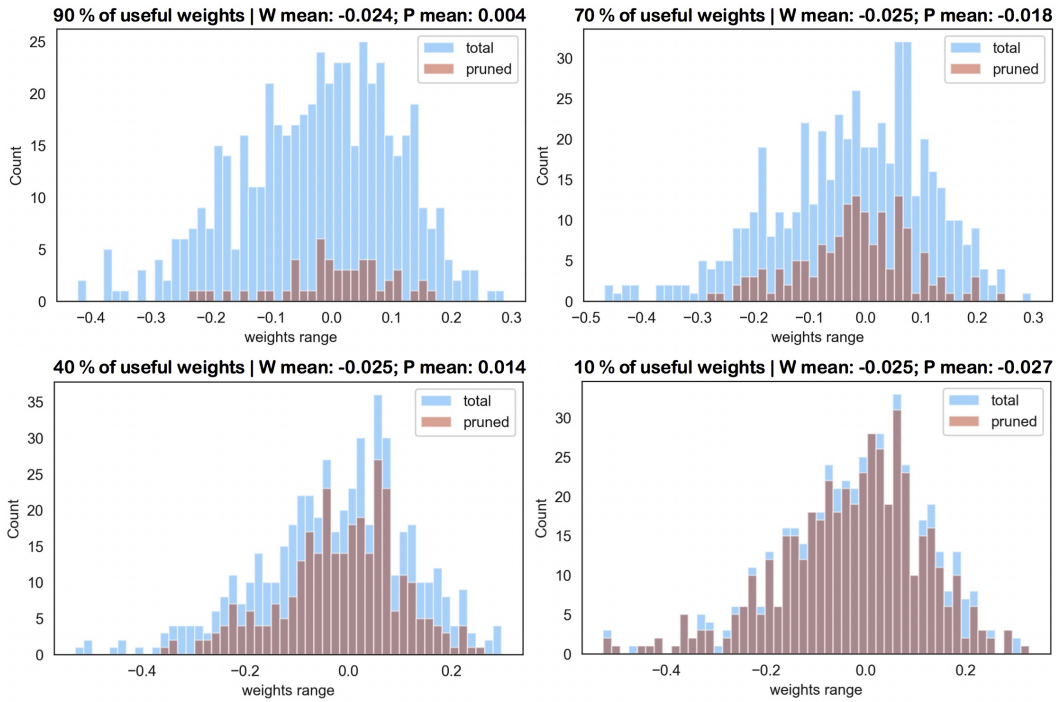 90 % of useful weights | W mean: -0.024; P mean: 0.004
25
20
15
10
5
0
Count
total
pruned
−0.4 −0.3 −0.2 −0.1 0.0 0.1 0.2 0.3
weights range
70 % of useful weights | W mean: -0.025; P mean: -0.018
30
25
20
15
10
5
0
Count
total
pruned
−0.5 −0.4 −0.3 −0.2 −0.1 0.0 0.1 0.2 0.3
weights range
40 % of useful weights | W mean: -0.025; P mean: 0.014
35
30
25
20
15
10
5
0
Count
total
pruned
−0.4 −0.2 0.0 0.2
weights range
10 % of useful weights | W mean: -0.025; P mean: -0.027
30
25
20
15
10
5
0
Count
total
pruned
−0.4 −0.2 0.0 0.2
weights range